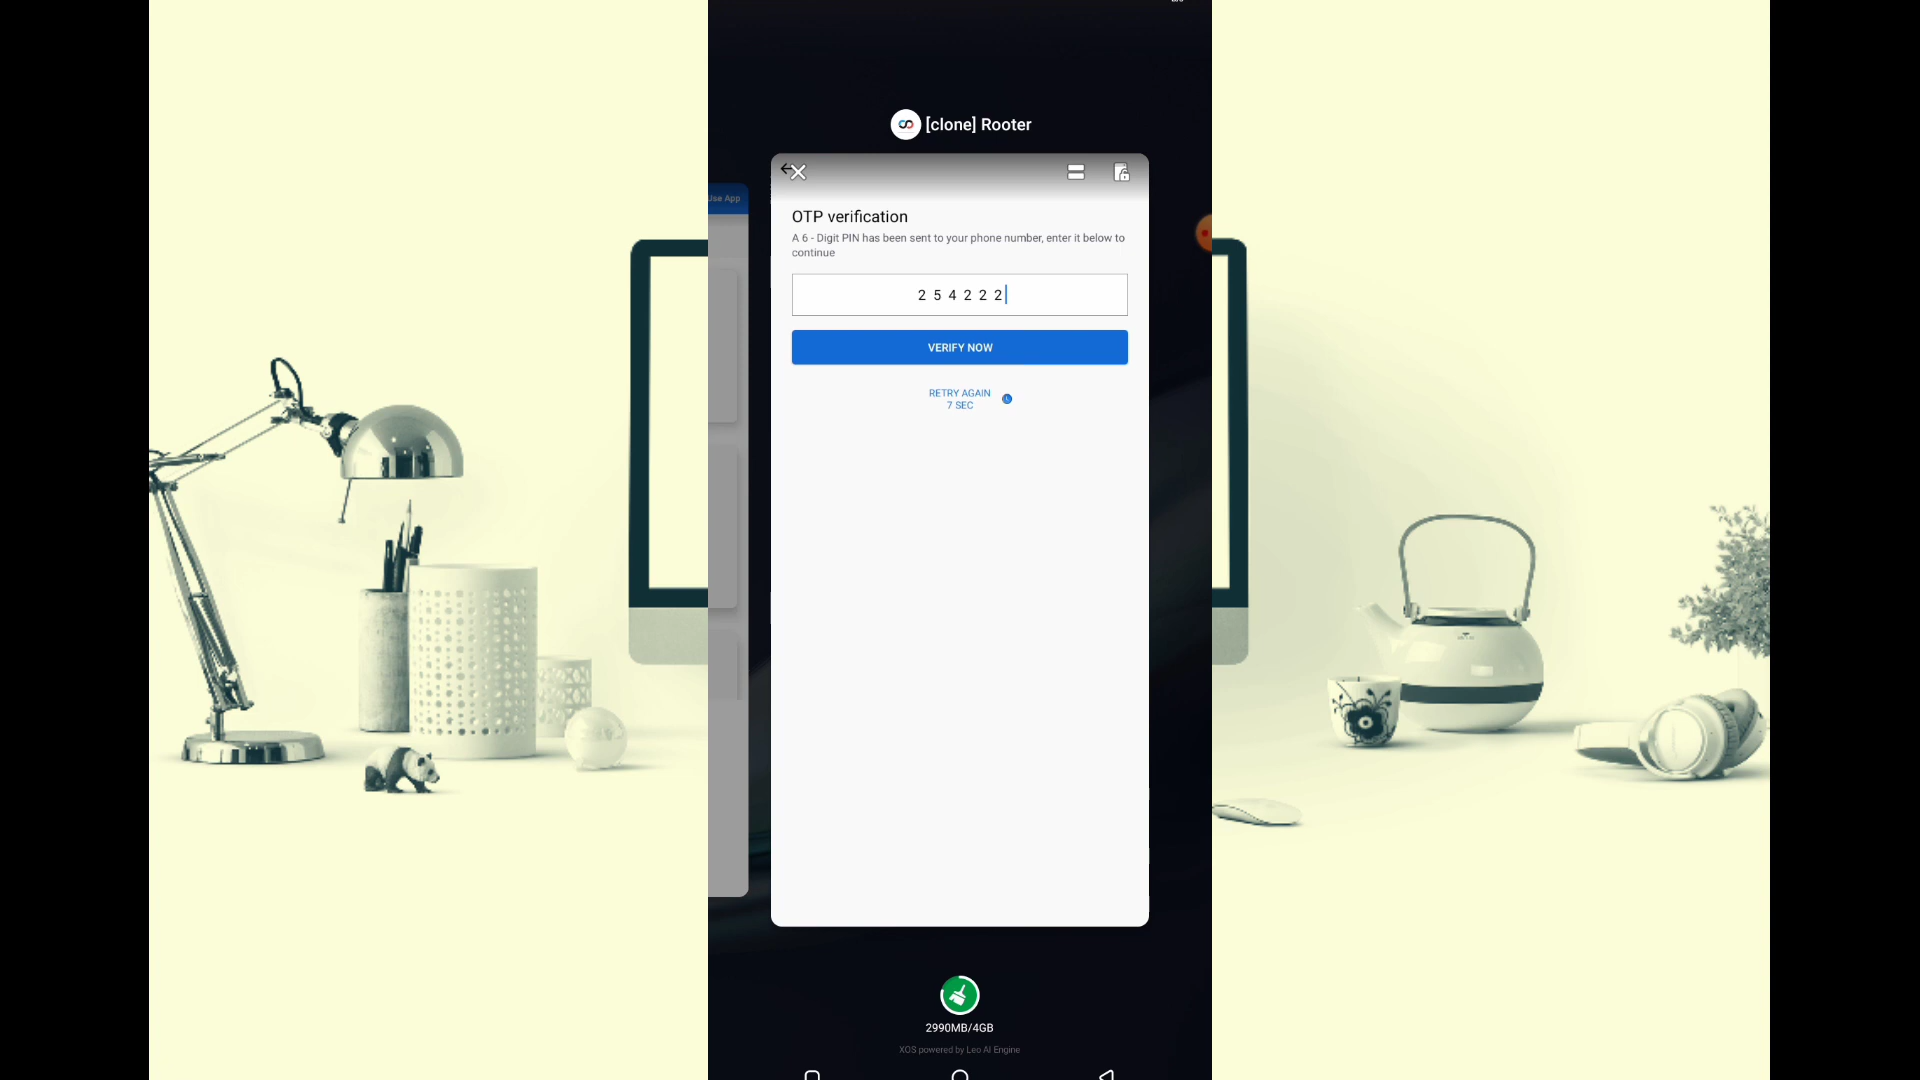 [clone] Rooter
Use App
OTP verification
A 6 - Digit PIN has been sent to your phone number, enter it below to
continue
2 5 4 2 2 2
VERIFY NOW
RETRY AGAIN
7 SEC
2990MB/4GB
XOS powered by Leo AI Engine